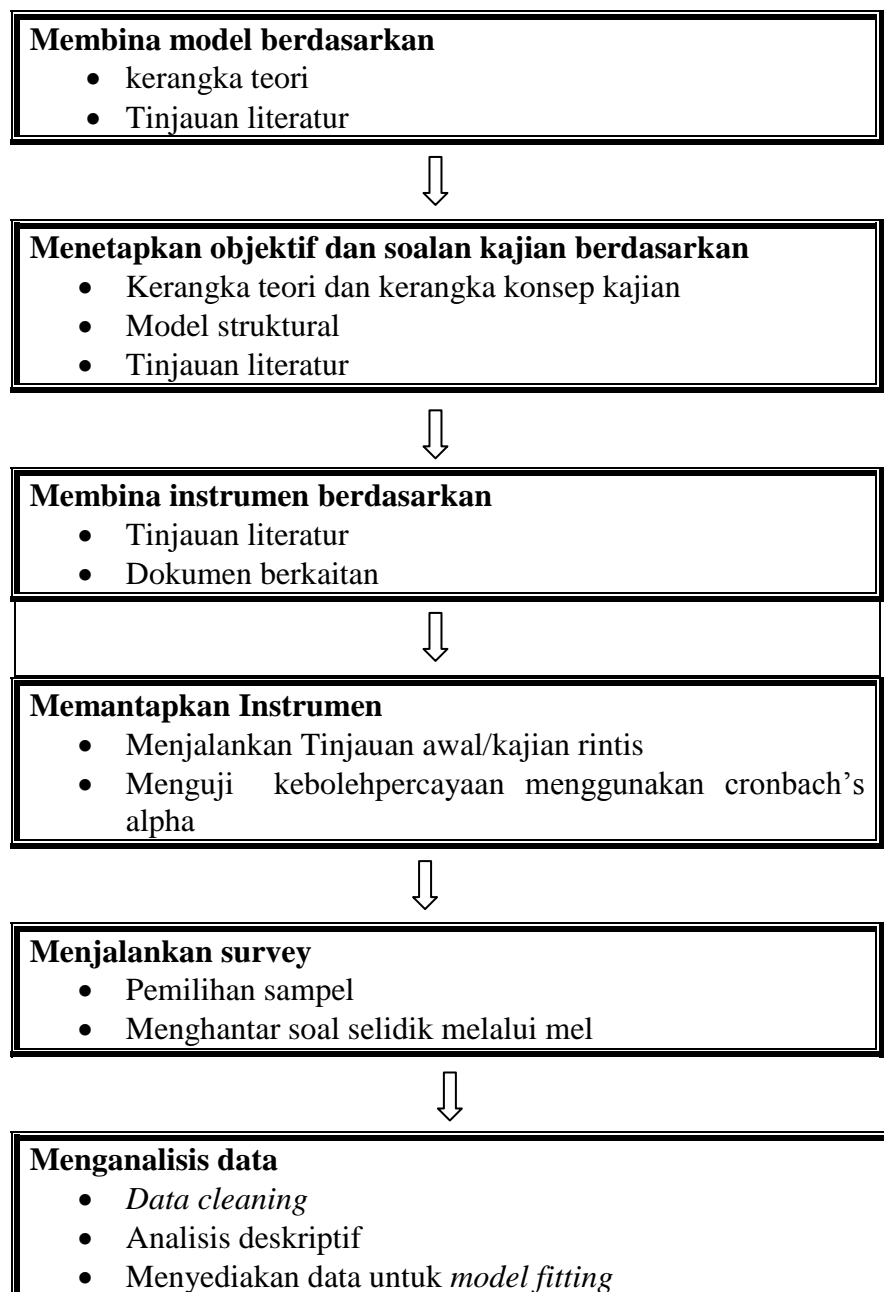 Membina model berdasarkan
• kerangka teori
• Tinjauan literatur
Menetapkan objektif dan soalan kajian berdasarkan
• Kerangka teori dan kerangka konsep kajian
• Model struktural
• Tinjauan literatur
Membina instrumen berdasarkan
• Tinjauan literatur
• Dokumen berkaitan
Memantapkan Instrumen
• Menjalankan Tinjauan awal/kajian rintis
• Menguji kebolehpercayaan menggunakan cronbach’s
alpha
Menjalankan survey
• Pemilihan sampel
• Menghantar soal selidik melalui mel
Menganalisis data
• Data cleaning
• Analisis deskriptif
• Menyediakan data untuk model fitting